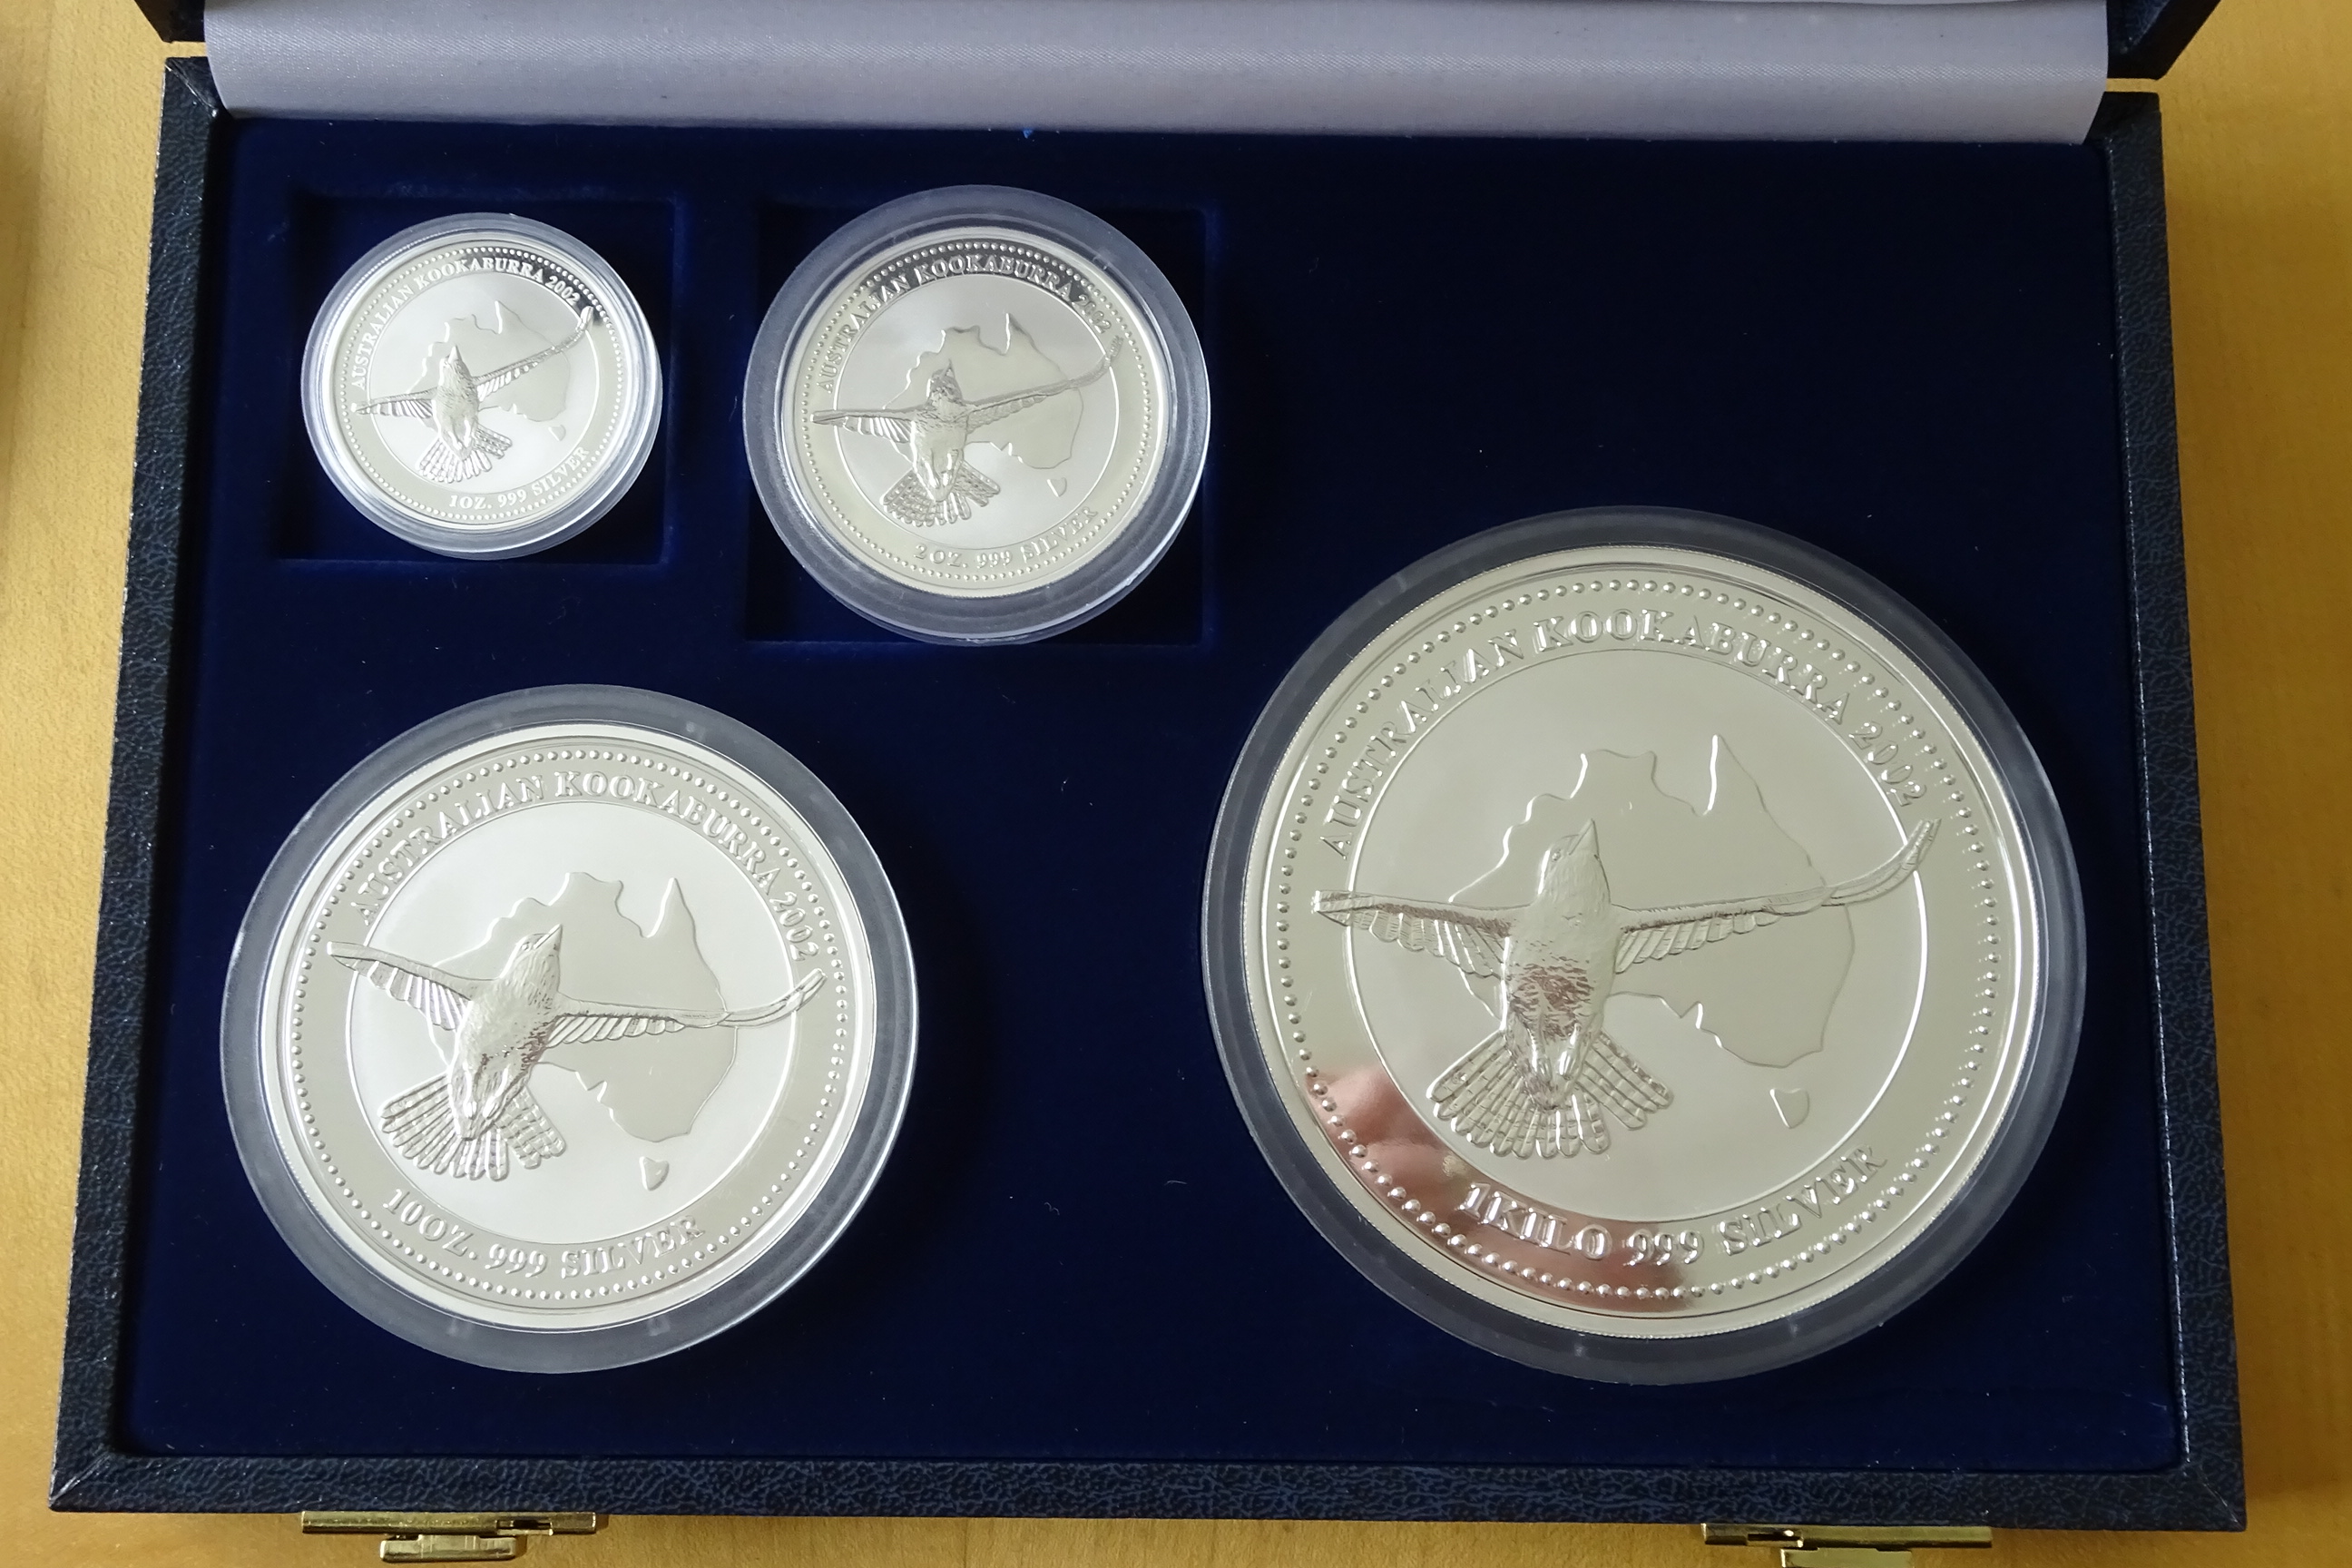 AUSTRALIAN KOOKABURRA 2002
1OZ. 999 SILVER
AUSTRALIAN KOOKABURRA 2002
2OZ. 999 SILVER
AUSTRALIAN KOOKABURRA 2002
10OZ. 999 SILVER
AUSTRALIAN KOOKABURRA 2002
1KILO 999 SILVER